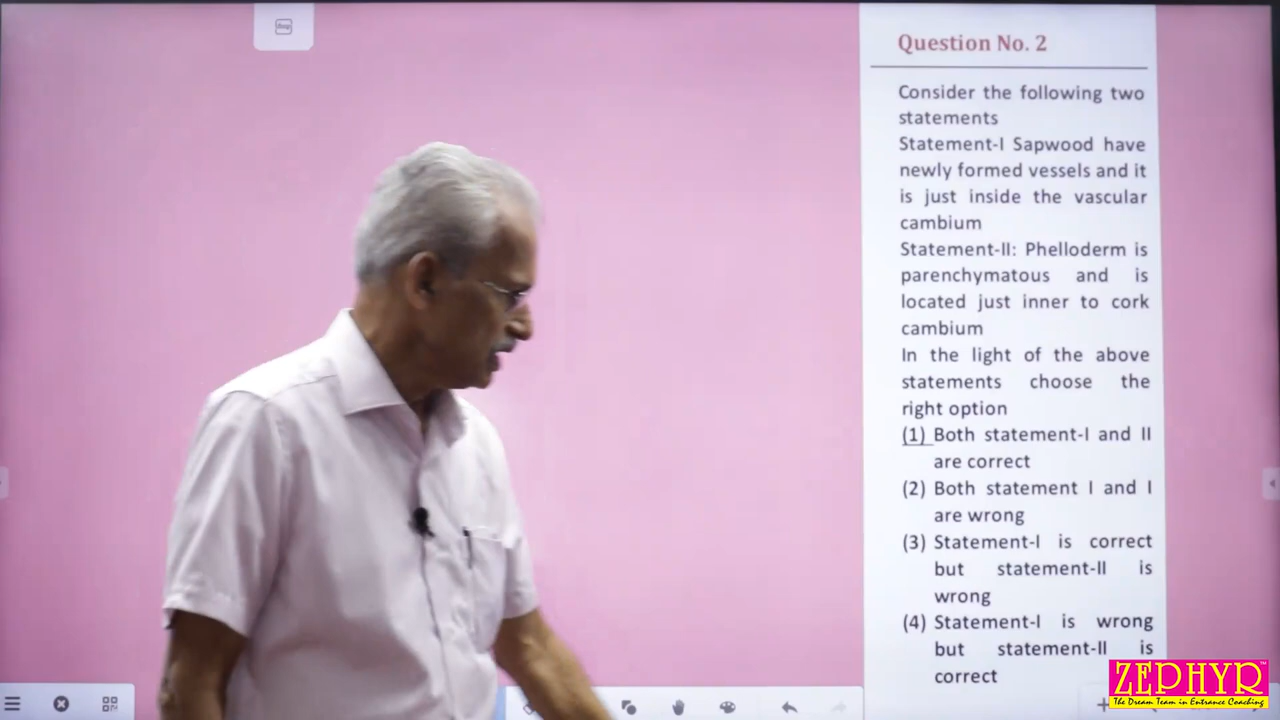 Question No. 2
Consider the following two
statements
Statement-I Sapwood have
newly formed vessels and it
is just inside the vascular
cambium
Statement-II: Phelloderm is
parenchymatous and is
located just inner to cork
cambium
In the light of the above
statements choose the
right option
(1) Both statement-I and II
are correct
(2) Both statement I and I
are wrong
(3) Statement-I is correct
but statement-II is
wrong
(4) Statement-I is wrong
but statement-II is
correct
ZEPHYR™
The Dream Team in Entrance Coaching